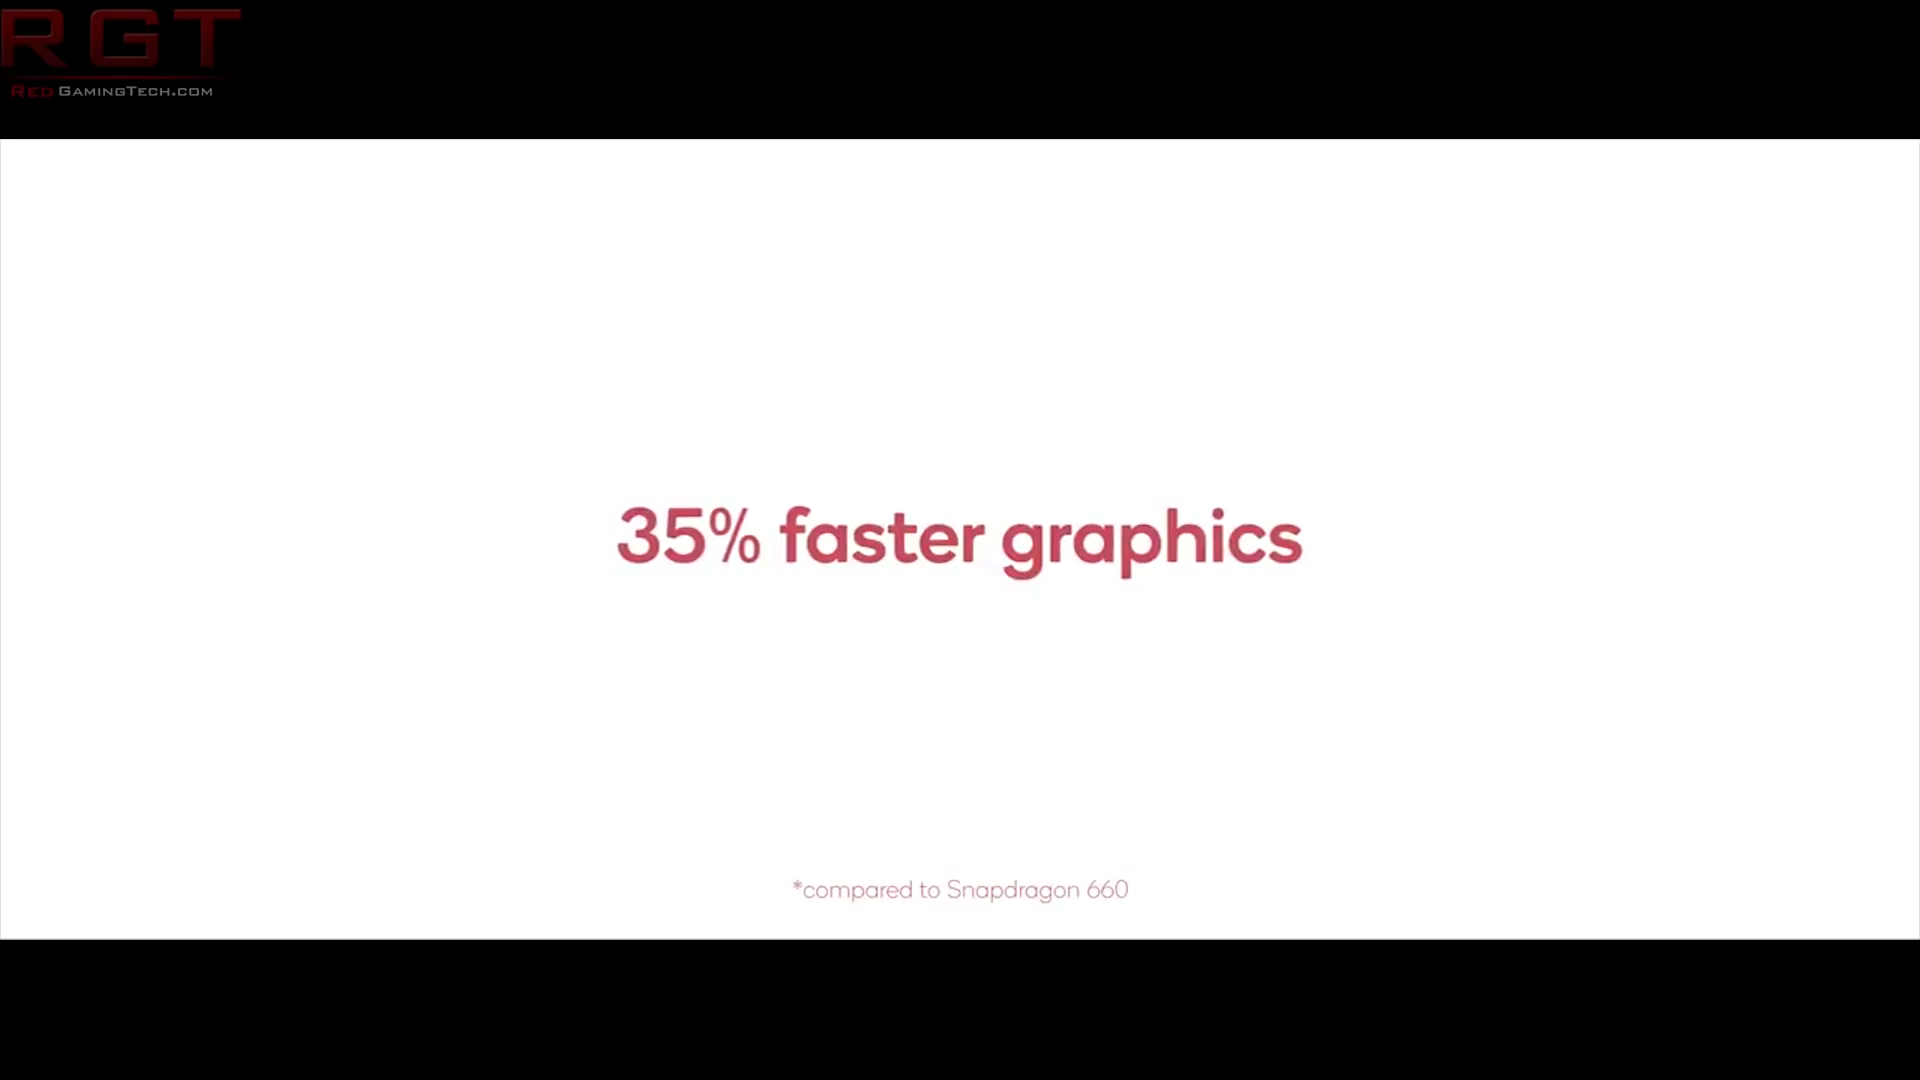 RGT
RedGamingTech.com
35% faster graphics
*compared to Snapdragon 660